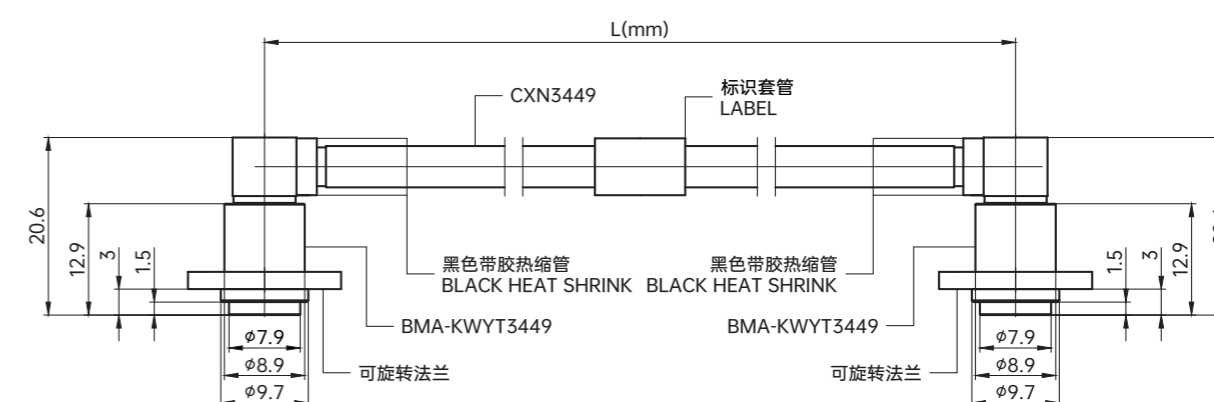 L(mm)
CXN3449
标识套管
LABEL
20.6
12.9
3
1.5
1.5
3
12.9
黑色带胶热缩管
BLACK HEAT SHRINK
黑色带胶热缩管
BLACK HEAT SHRINK
BMA-KWYT3449
BMA-KWYT3449
ϕ7.9
ϕ7.9
ϕ8.9
可旋转法兰
可旋转法兰
ϕ8.9
ϕ9.7
ϕ9.7